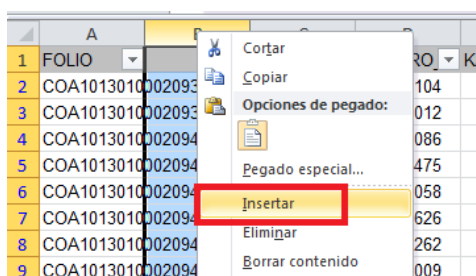 A
1 FOLIO RO_ K
2 COA1013010 002093 104
3 COA1013010 002093 012
4 COA1013010 002094 086
5 COA1013010 002094 475
6 COA1013010 002094 058
7 COA1013010 002094 626
8 COA1013010 002094 262
9 COA1013010 002094 009
Cortar
Copiar
Opciones de pegado:
Pegado especial...
Insertar
Eliminar
Borrar contenido